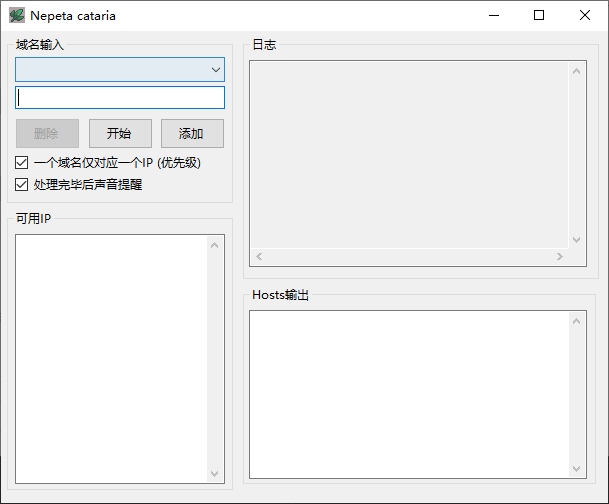 Nepeta cataria
域名输入
删除
开始
添加
一个域名仅对应一个IP (优先级)
处理完毕后声音提醒
可用IP
日志
Hosts输出